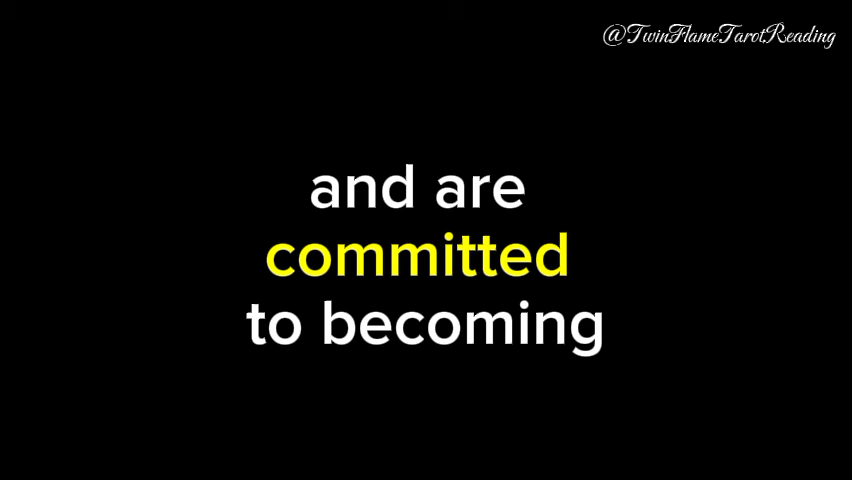 @TwinFlameTarotReading
and are
committed
to becoming